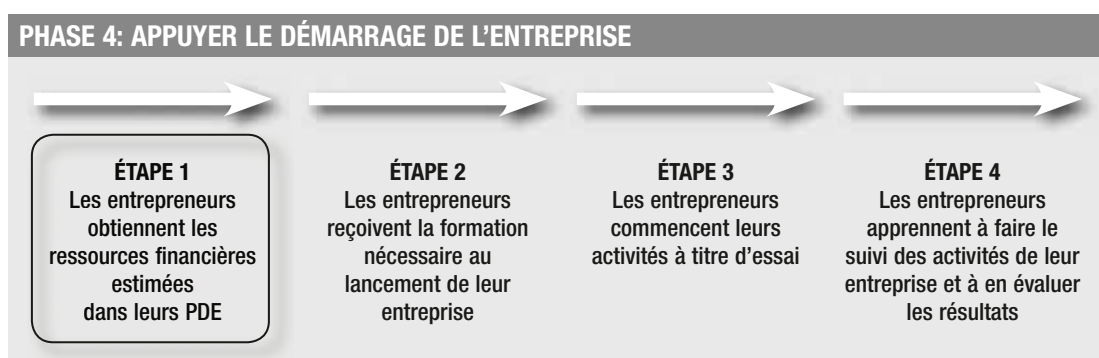 PHASE 4: APPUYER LE DÉMARRAGE DE L’ENTREPRISE
ÉTAPE 1
Les entrepreneurs
obtiennent les
ressources financières
estimées
dans leurs PDE
ÉTAPE 2
Les entrepreneurs
reçoivent la formation
nécessaire au
lancement de leur
entreprise
ÉTAPE 3
Les entrepreneurs
commencent leurs
activités à titre d’essai
ÉTAPE 4
Les entrepreneurs
apprennent à faire le
suivi des activités de leur
entreprise et à en évaluer
les résultats